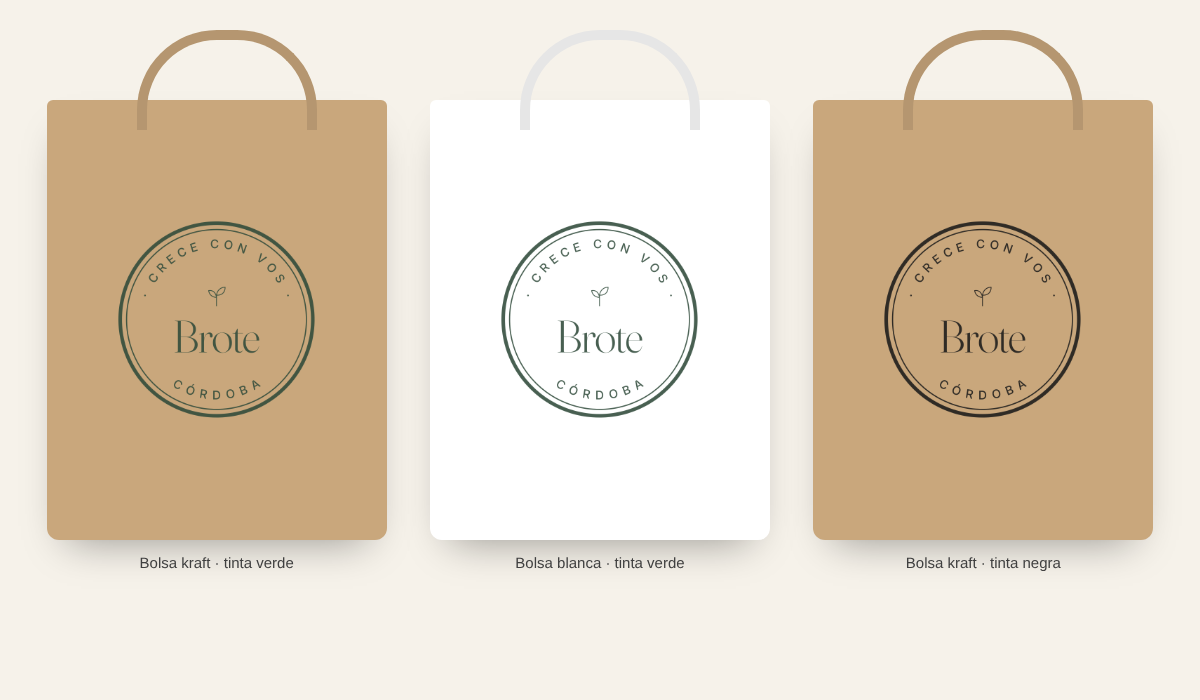 · CRECE CON VOS ·
Brote
CÓRDOBA
Bolsa kraft · tinta verde
· CRECE CON VOS ·
Brote
CÓRDOBA
Bolsa blanca · tinta verde
· CRECE CON VOS ·
Brote
CÓRDOBA
Bolsa kraft · tinta negra